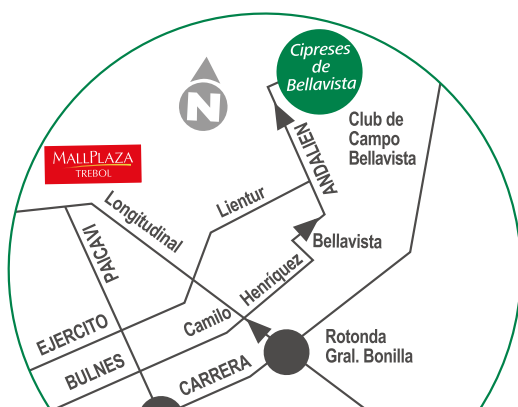 Cipreses
de
Bellavista
N
Club de
Campo
Bellavista
MALLPLAZA
TREBOL
ANDALIEN
Lientur
Longitudinal
PAICAVI
Bellavista
Henríquez
Camilo
EJERCITO
BULNES
CARRERA
Rotonda
Gral. Bonilla